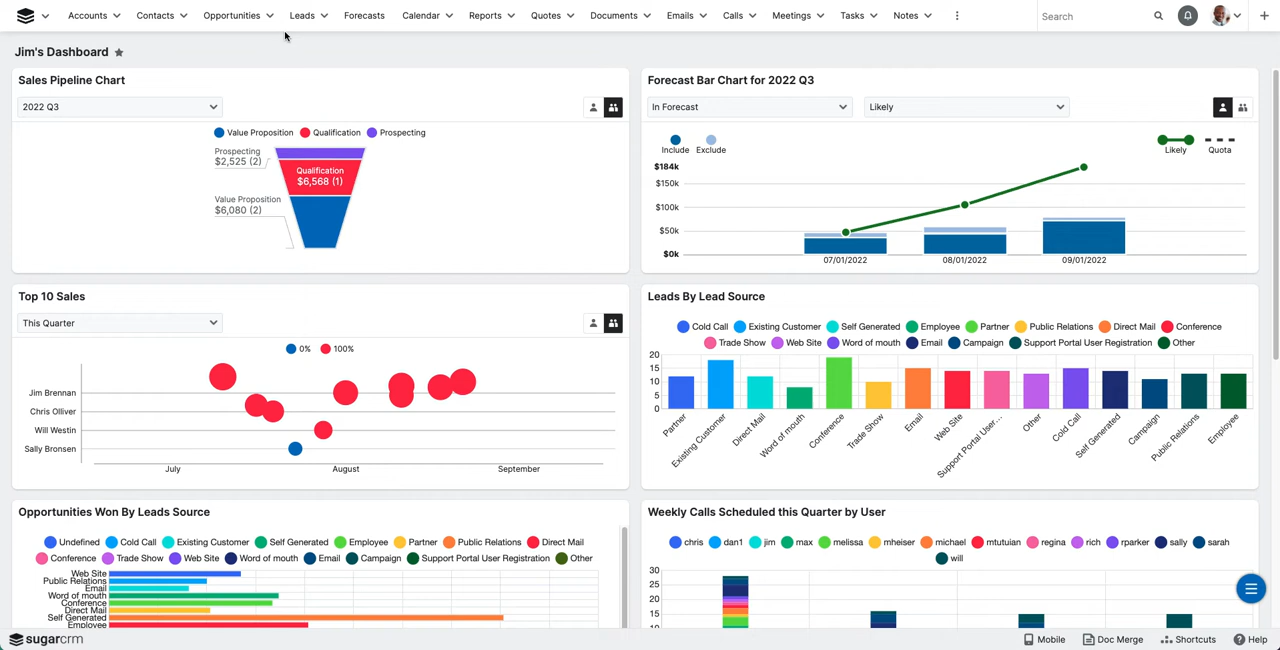 Accounts Contacts Opportunities Leads Forecasts Calendar Reports Quotes Documents Emails Calls Meetings Tasks Notes Search
Jim's Dashboard
Sales Pipeline Chart
2022 Q3
Value Proposition Qualification Prospecting
Prospecting
$2,525 (2)
Qualification
$6,568 (1)
Value Proposition
$6,080 (2)
Forecast Bar Chart for 2022 Q3
In Forecast Likely
Include Exclude Likely Quota
$184k
$150k
$100k
$50k
$0k
07/01/2022 08/01/2022 09/01/2022
Top 10 Sales
This Quarter
0% 100%
Jim Brennan
Chris Olliver
Will Westin
Sally Bronsen
July August September
Leads By Lead Source
Cold Call Existing Customer Self Generated Employee Partner Public Relations Direct Mail Conference
Trade Show Web Site Word of mouth Email Campaign Support Portal User Registration Other
20
15
10
5
0
Partner Existing Customer Direct Mail Word of mouth Conference Trade Show Email Web Site Support Portal User... Other Cold Call Self Generated Campaign Public Relations Employee
Opportunities Won By Leads Source
Undefined Cold Call Existing Customer Self Generated Employee Partner Public Relations Direct Mail
Conference Trade Show Web Site Word of mouth Email Campaign Support Portal User Registration Other
Web Site
Public Relations
Email
Word of mouth
Conference
Direct Mail
Self Generated
Employee
Weekly Calls Scheduled this Quarter by User
chris dan1 jim max melissa mheiser michael mtutuian regina rich rparker sally sarah
will
30
25
20
15
10
sugarcrm Mobile Doc Merge Shortcuts Help